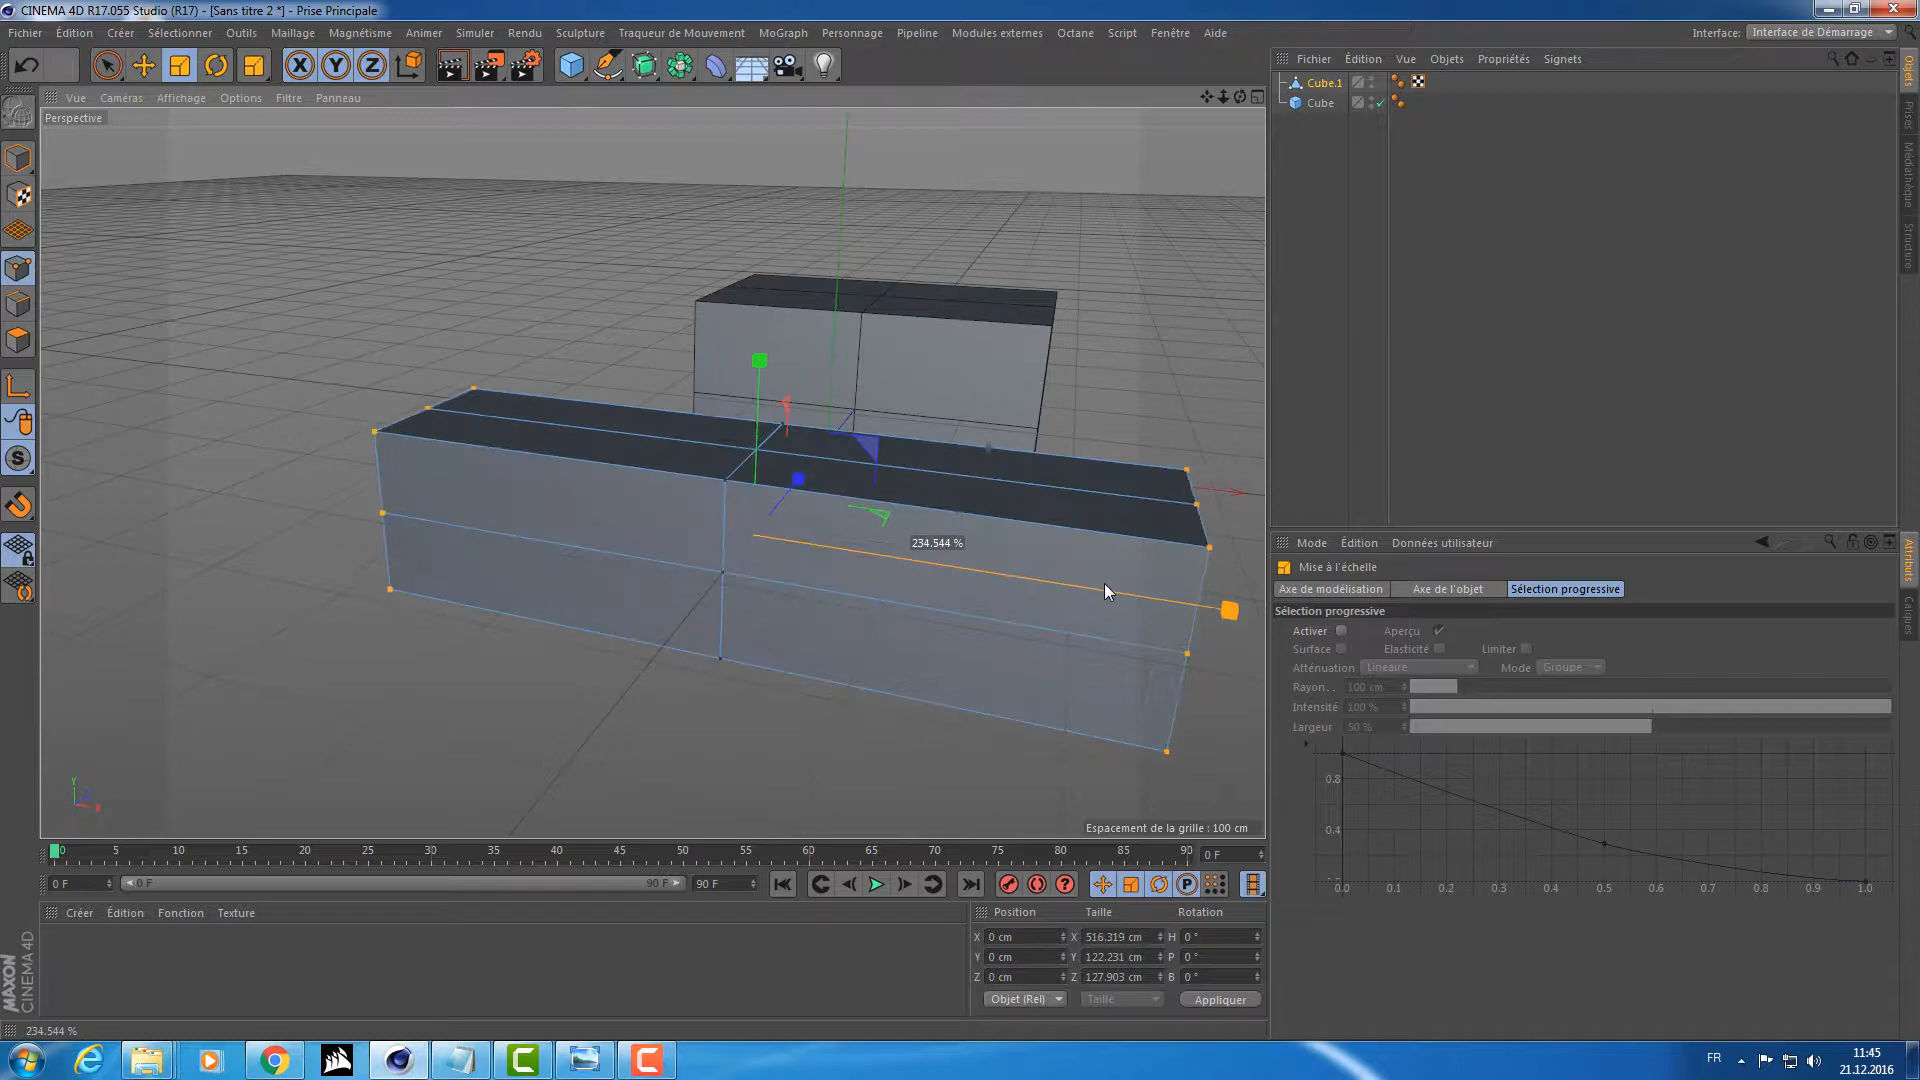 CINEMA 4D R17.055 Studio (R17) - [Sans titre 2 *] - Prise Principale
Fichier Édition Créer Sélectionner Outils Maillage Magnétisme Animer Simuler Rendu Sculpture Traqueur de Mouvement MoGraph Personnage Pipeline Modules externes Octane Script Fenêtre Aide Interface: Interface de Démarrage
X Y Z
Fichier Édition Vue Objets Propriétés Signets
Cube.1
Cube
Objets
Prises
Médiathèque
Structure
Vue Caméras Affichage Options Filtre Panneau
Perspective
234.544 %
Y
Espacement de la grille : 100 cm
Mode Édition Données utilisateur
Mise à l'échelle
Axe de modélisation Axe de l'objet Sélection progressive
Sélection progressive
Activer Aperçu
Surface Elasticité Limiter
Atténuation Linéaire Mode Groupe
Rayon . . 100 cm
Intensité 100 %
Largeur 50 %
0.8
0.4
0.0 0.1 0.2 0.3 0.4 0.5 0.6 0.7 0.8 0.9 1.0
Attributs
Calques
0 5 10 15 20 25 30 35 40 45 50 55 60 65 70 75 80 85 90 0 F
0 F 0 F 90 F 90 F
P
Créer Édition Fonction Texture
Position Taille Rotation
X 0 cm X 516.319 cm H 0 °
Y 0 cm Y 122.231 cm P 0 °
Z 0 cm Z 127.903 cm B 0 °
Objet (Rel) Taille Appliquer
MAXON
CINEMA 4D
234.544 %
FR
11:45
21.12.2016